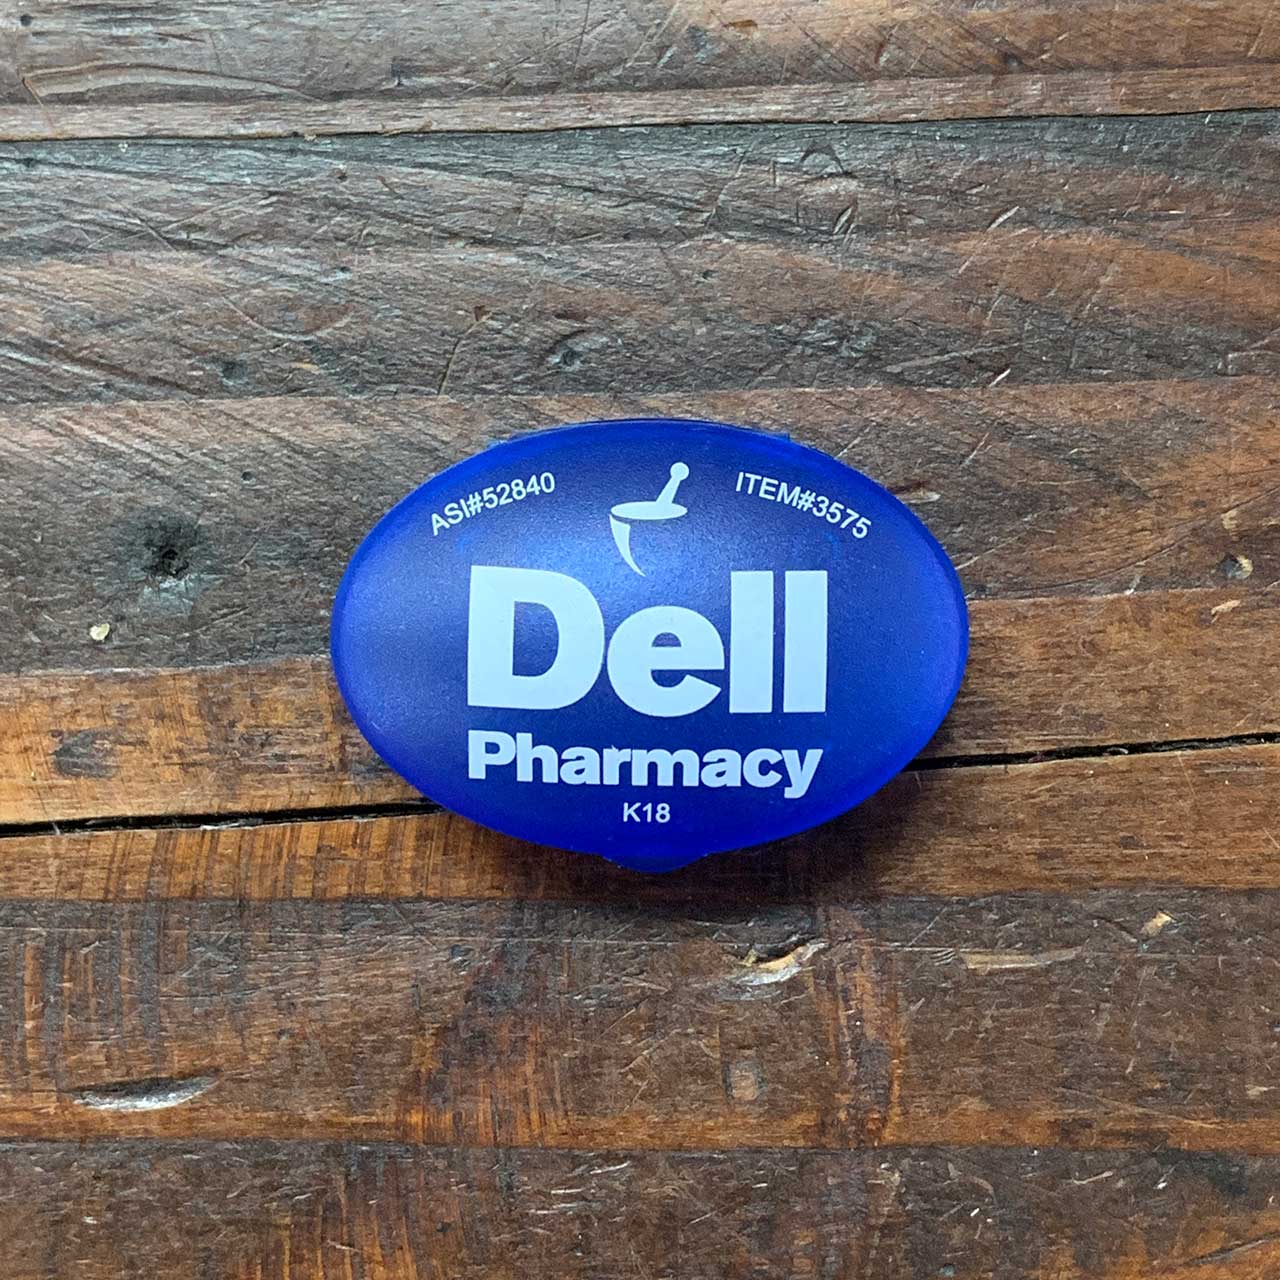 ASI#52840
ITEM#3575
Dell
Pharmacy
K18